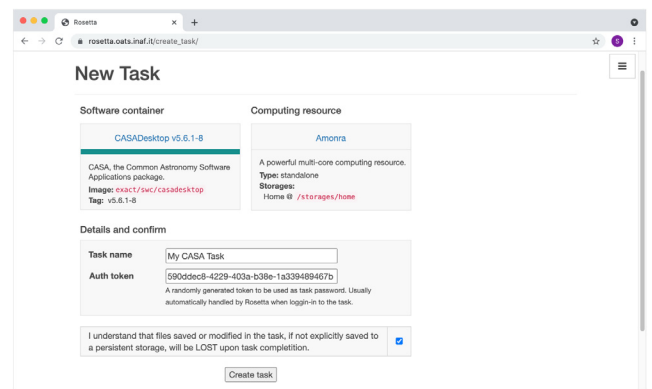 Rosetta
rosetta.oats.inaf.it/create_task/
S
New Task
Software container
Computing resource
CASADesktop v5.6.1-8
CASA, the Common Astronomy Software
Applications package.
Image: exact/swc/casadesktop
Tag: v5.6.1-8
Amonra
A powerful multi-core computing resource.
Type: standalone
Storages:
Home @ /storages/home
Details and confirm
Task name My CASA Task
Auth token 590ddec8-4229-403a-b38e-1a339489467b
A randomly generated token to be used as task password. Usually
automatically handled by Rosetta when loggin-in to the task.
I understand that files saved or modified in the task, if not explicitly saved to
a persistent storage, will be LOST upon task completition.
Create task